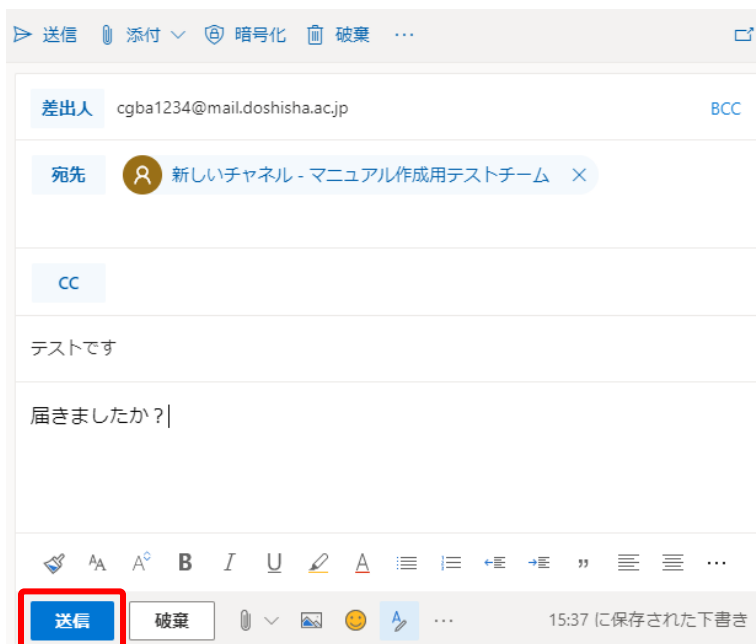 送信 添付 暗号化 破棄 …
差出人 cgba1234@mail.doshisha.ac.jp BCC
宛先 新しいチャネル - マニュアル作成用テストチーム ×
CC
テストです
届きましたか？
B I U A … 
送信 破棄 … 15:37 に保存された下書き